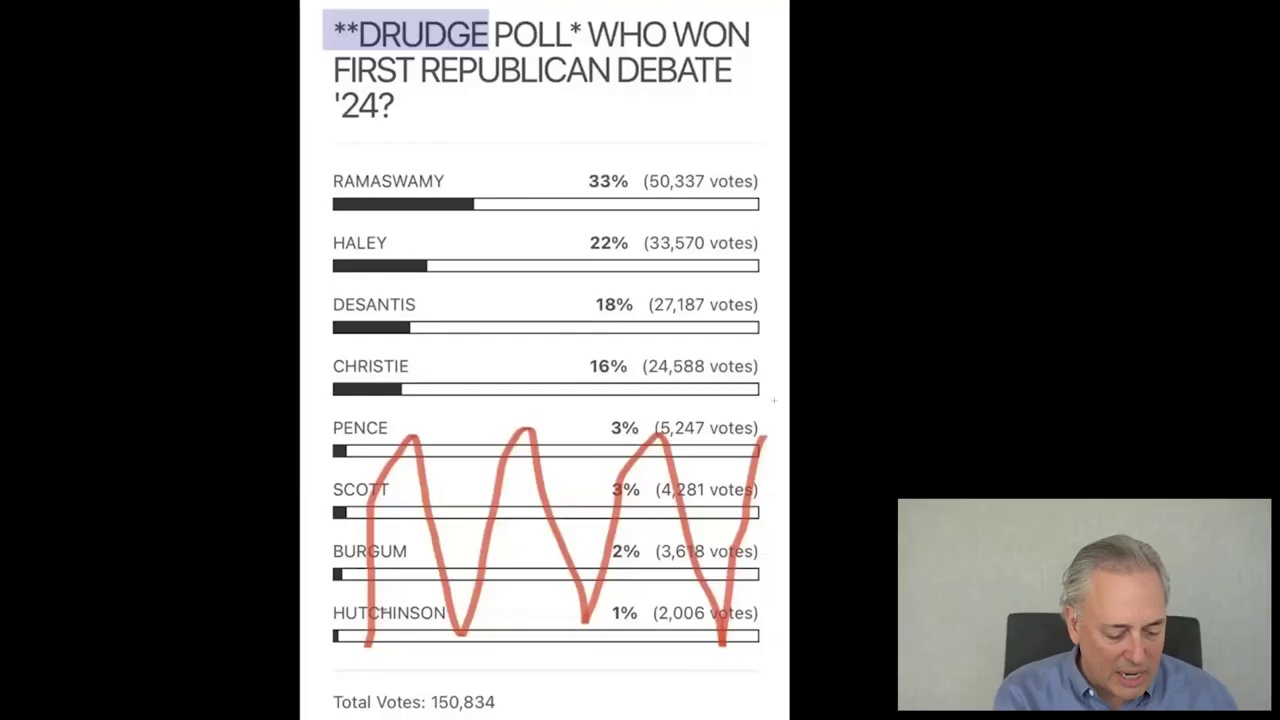 **DRUDGE POLL* WHO WON
FIRST REPUBLICAN DEBATE
'24?
RAMASWAMY 33% (50,337 votes)
HALEY 22% (33,570 votes)
DESANTIS 18% (27,187 votes)
CHRISTIE 16% (24,588 votes)
PENCE 3% (5,247 votes)
SCOTT 3% (4,281 votes)
BURGUM 2% (3,618 votes)
HUTCHINSON 1% (2,006 votes)
Total Votes: 150,834